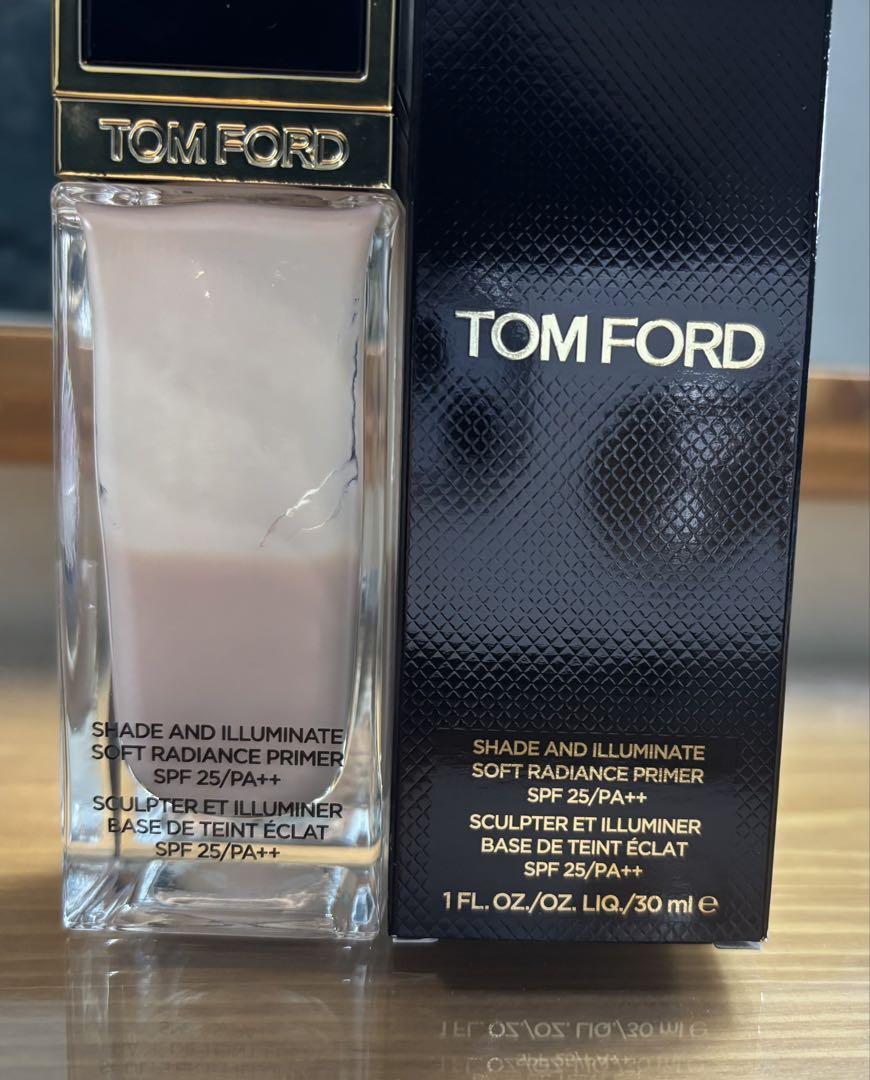 TOM FORD
SHADE AND ILLUMINATE
SOFT RADIANCE PRIMER
SPF 25/PA++
SCULPTER ET ILLUMINER
BASE DE TEINT ÉCLAT
SPF 25/PA++
TOM FORD
SHADE AND ILLUMINATE
SOFT RADIANCE PRIMER
SPF 25/PA++
SCULPTER ET ILLUMINER
BASE DE TEINT ÉCLAT
SPF 25/PA++
1 FL. OZ./OZ. LIQ./30 ml ℮